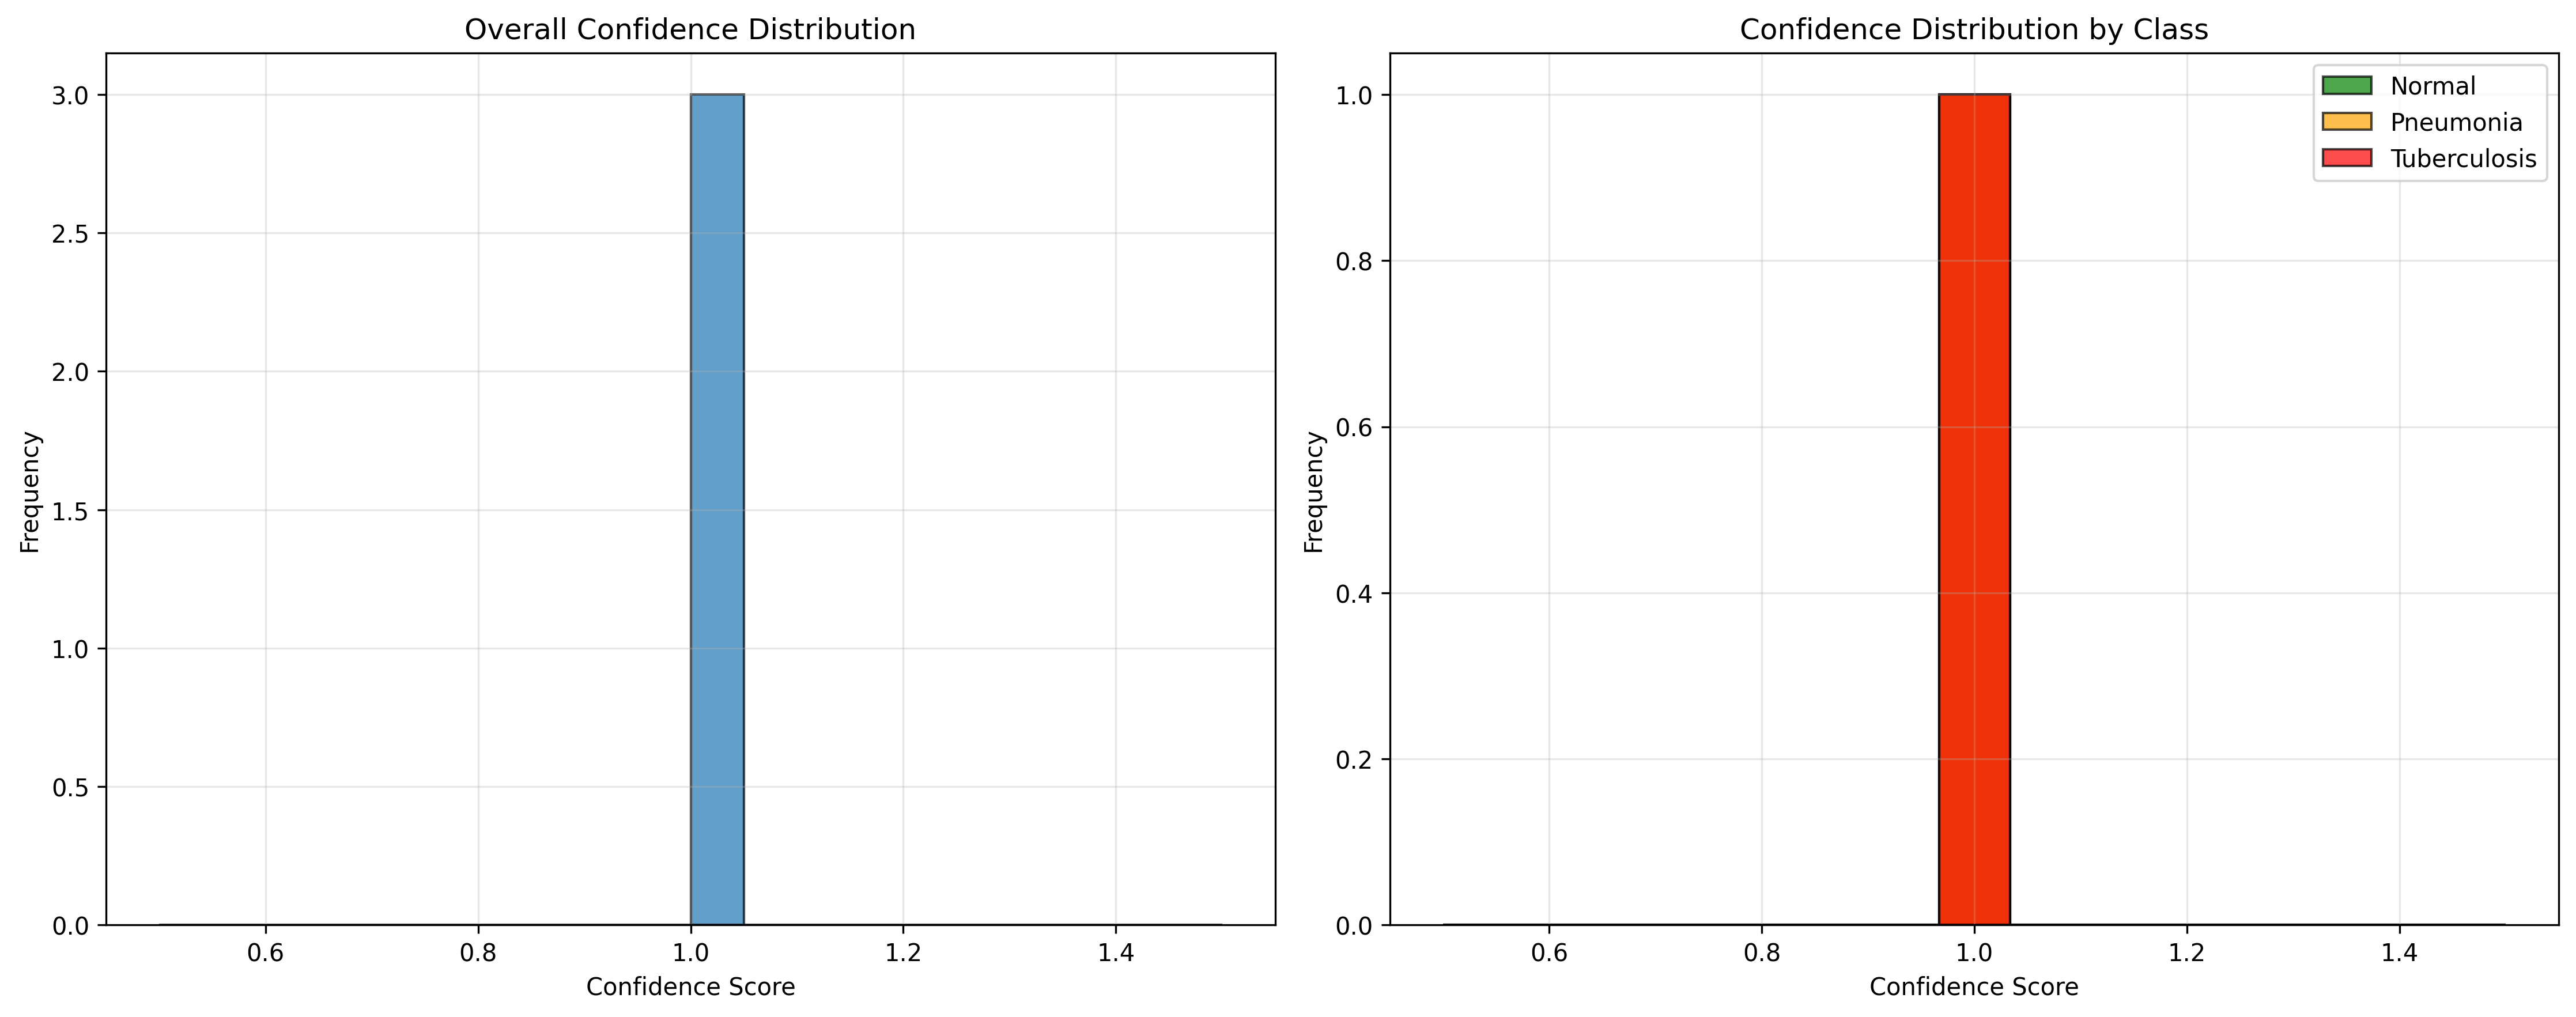 Overall Confidence Distribution
3.0
2.5
2.0
1.5
1.0
0.5
0.0
Frequency
0.6 0.8 1.0 1.2 1.4
Confidence Score
Confidence Distribution by Class
Normal
Pneumonia
Tuberculosis
1.0
0.8
0.6
0.4
0.2
0.0
Frequency
0.6 0.8 1.0 1.2 1.4
Confidence Score